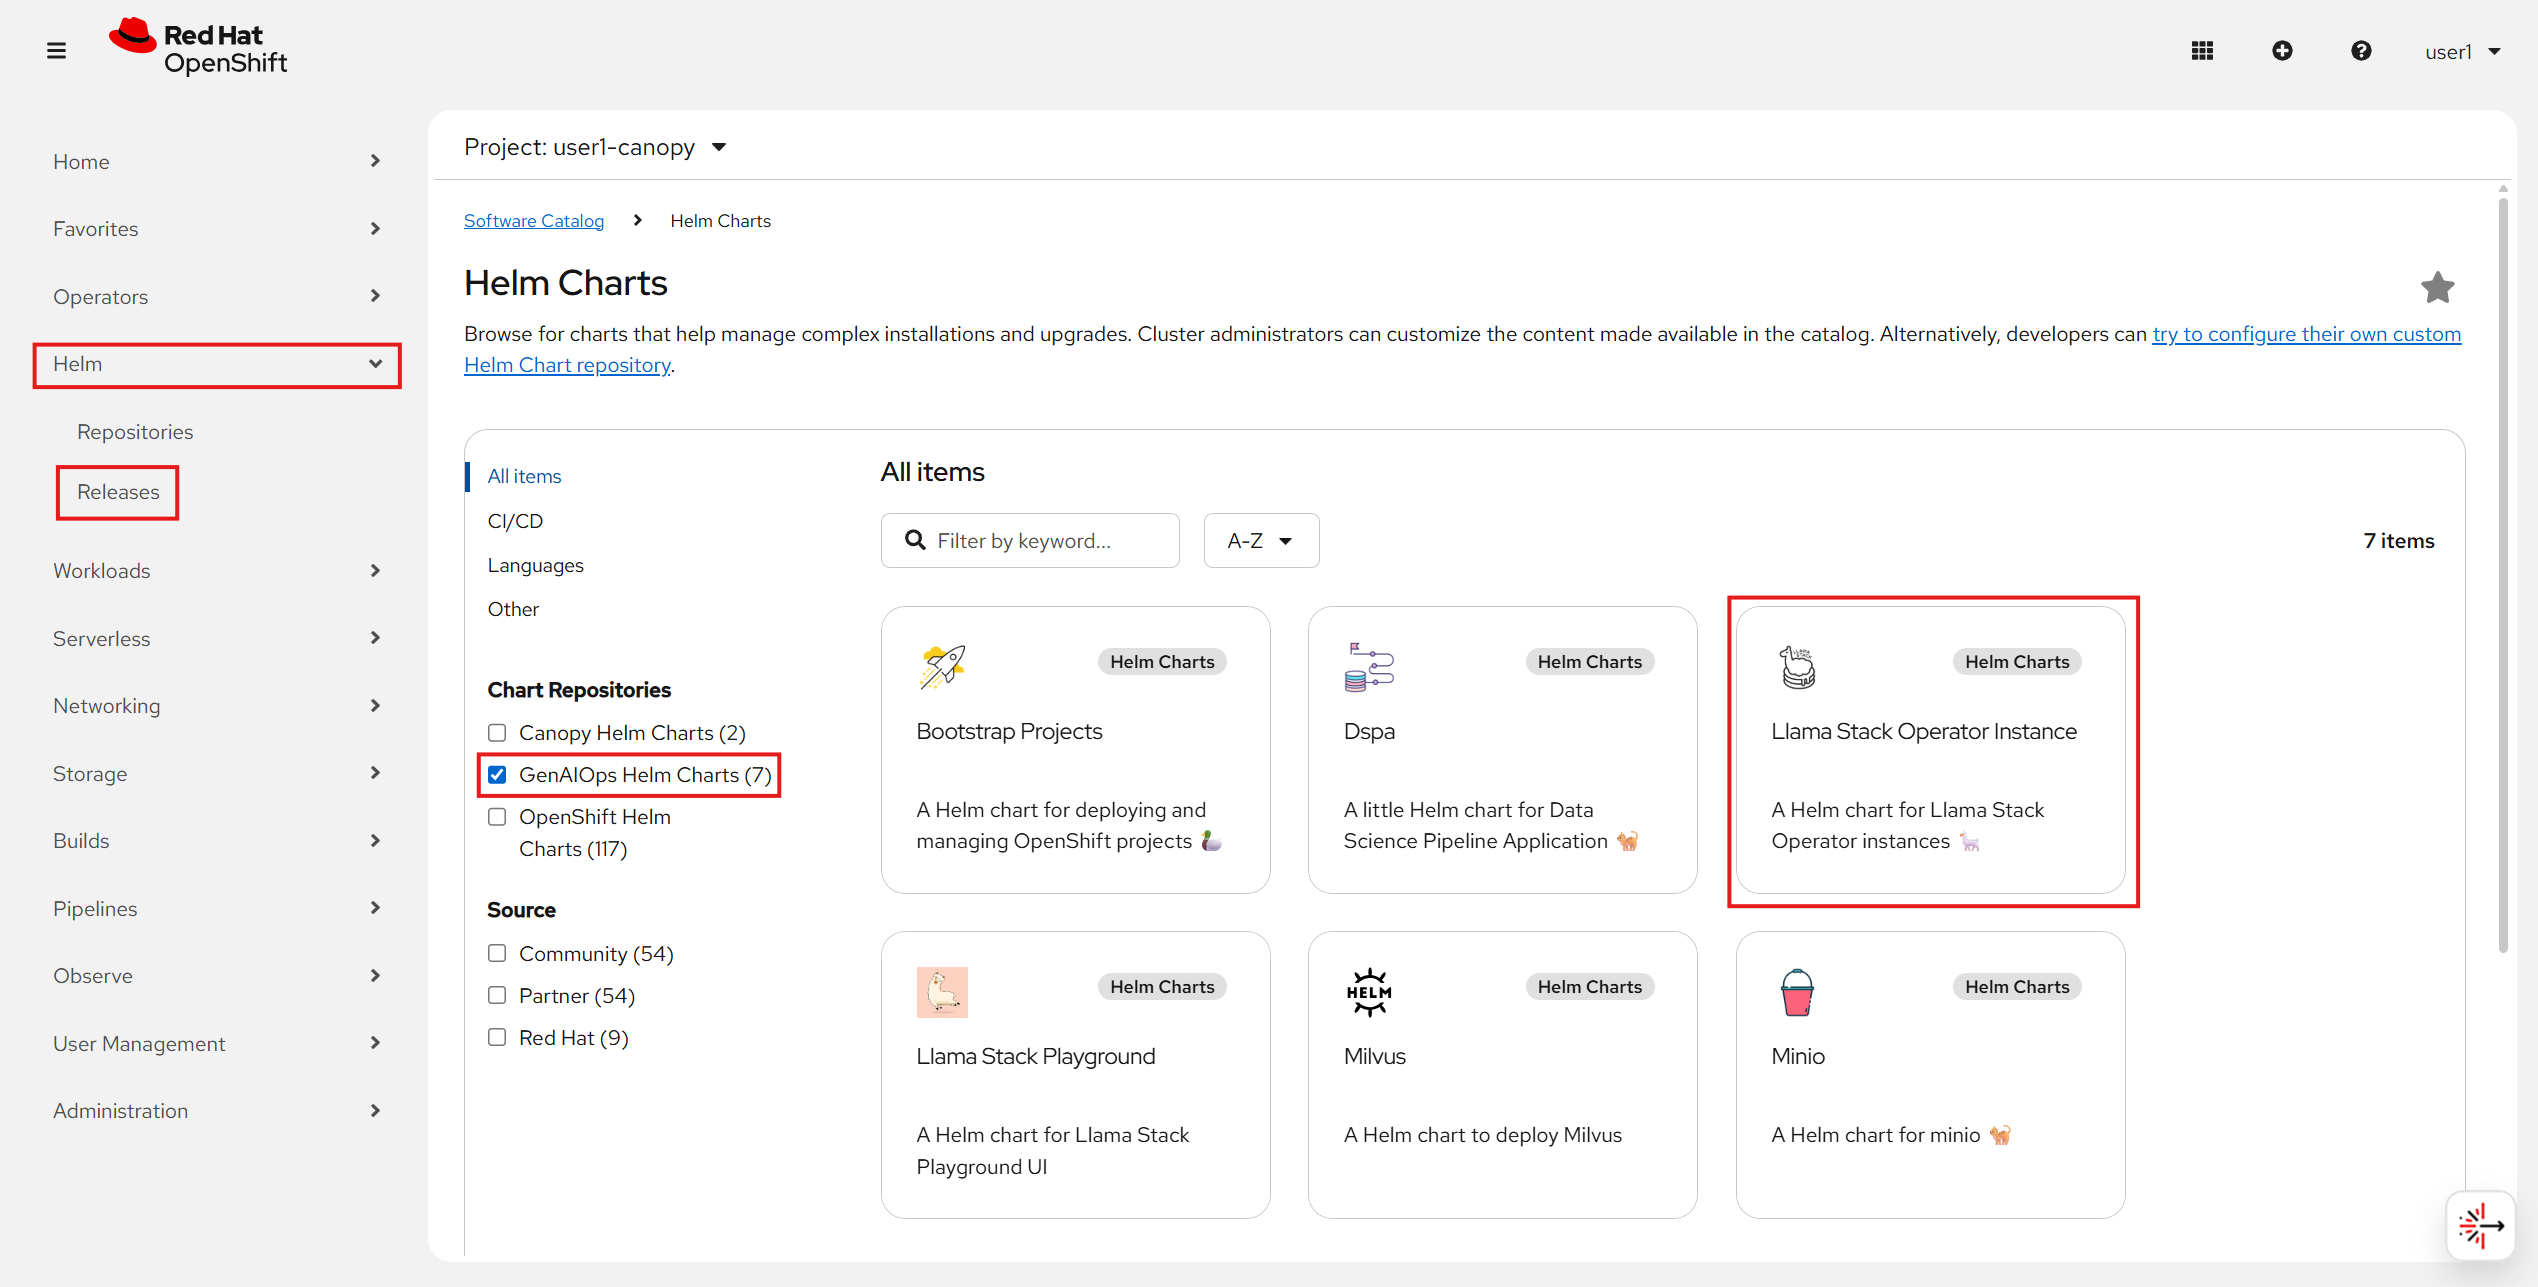 Red Hat
OpenShift
user1
Home
Favorites
Operators
Helm
Repositories
Releases
Workloads
Serverless
Networking
Storage
Builds
Pipelines
Observe
User Management
Administration
Project: user1-canopy
Software Catalog
Helm Charts
Helm Charts
Browse for charts that help manage complex installations and upgrades. Cluster administrators can customize the content made available in the catalog. Alternatively, developers can try to configure their own custom
Helm Chart repository.
All items
CI/CD
Languages
Other
Chart Repositories
Canopy Helm Charts (2)
GenAIOps Helm Charts (7)
OpenShift Helm
Charts (117)
Source
Community (54)
Partner (54)
Red Hat (9)
All items
Filter by keyword...
A-Z
7 items
Helm Charts
Bootstrap Projects
A Helm chart for deploying and
managing OpenShift projects 🦆
Helm Charts
Dspa
A little Helm chart for Data
Science Pipeline Application 🐈
LLAMA
STACK
Helm Charts
Llama Stack Operator Instance
A Helm chart for Llama Stack
Operator instances 🦙
Helm Charts
Llama Stack Playground
A Helm chart for Llama Stack
Playground UI
HELM
Helm Charts
Milvus
A Helm chart to deploy Milvus
Helm Charts
Minio
A Helm chart for minio 🐈